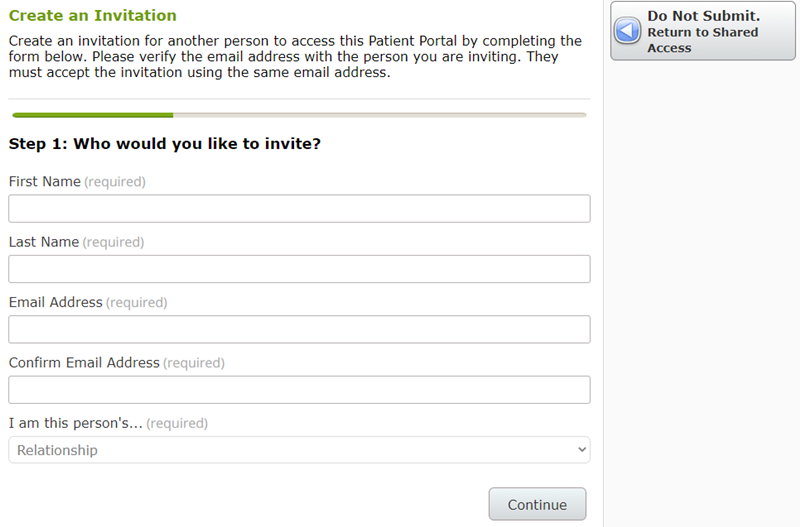 Create an Invitation
Create an invitation for another person to access this Patient Portal by completing the
form below. Please verify the email address with the person you are inviting. They
must accept the invitation using the same email address.
Step 1: Who would you like to invite?
First Name (required)
Last Name (required)
Email Address (required)
Confirm Email Address (required)
I am this person's... (required)
Relationship
Continue
Do Not Submit.
Return to Shared
Access